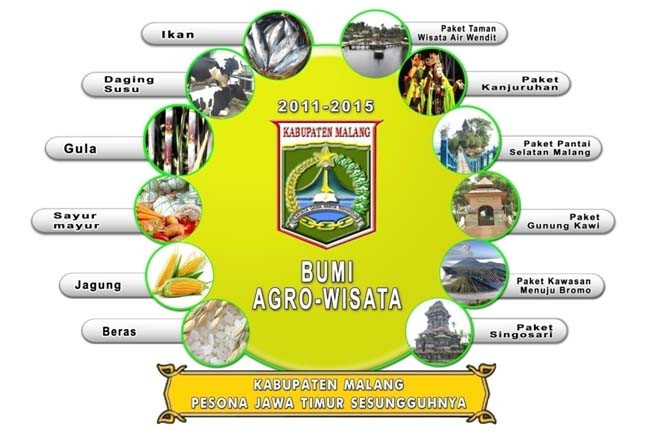 Ikan
Daging
Susu
Gula
Sayur
mayur
Jagung
Beras
2011-2015
KABUPATEN MALANG
BUMI
AGRO-WISATA
Paket Taman
Wisata Air Wendit
Paket
Kanjuruhan
Paket Pantai
Selatan Malang
Paket
Gunung Kawi
Paket Kawasan
Menuju Bromo
Paket
Singosari
KABUPATEN MALANG
PESONA JAWA TIMUR SESUNGGUHNYA